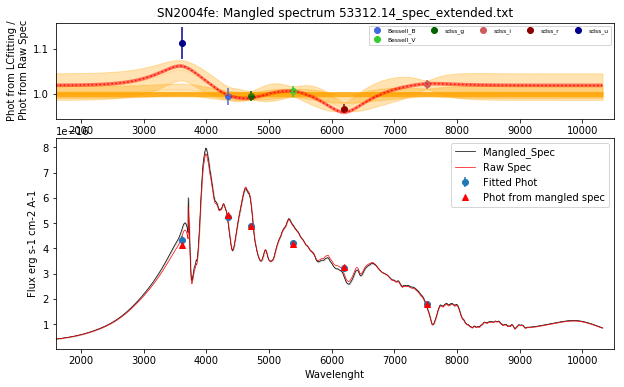 SN2004fe: Mangled spectrum 53312.14_spec_extended.txt
Phot from LCfitting /
Phot from Raw Spec
1.1
1.0
Bessell_B
Bessell_V
sdss_g
sdss_i
sdss_r
sdss_u
2000 3000 4000 5000 6000 7000 8000 9000 10000
1e−16
Flux erg s-1 cm-2 A-1
8
7
6
5
4
3
2
1
Mangled_Spec
Raw Spec
Fitted Phot
Phot from mangled spec
2000 3000 4000 5000 6000 7000 8000 9000 10000
Wavelenght